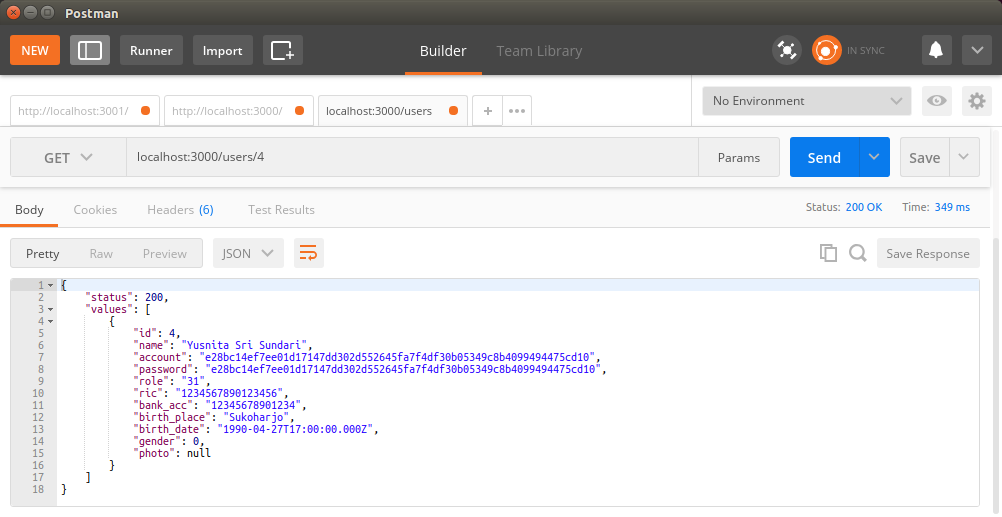 Postman
NEW Runner Import Builder Team Library IN SYNC
http://localhost:3001/ http://localhost:3000/ localhost:3000/users + ••• No Environment
GET localhost:3000/users/4 Params Send Save
Body Cookies Headers (6) Test Results Status: 200 OK Time: 349 ms
Pretty Raw Preview JSON Save Response
1 {
2 "status": 200,
3 "values": [
4 {
5 "id": 4,
6 "name": "Yusnita Sri Sundari",
7 "account": "e28bc14ef7ee01d17147dd302d552645fa7f4df30b05349c8b4099494475cd10",
8 "password": "e28bc14ef7ee01d17147dd302d552645fa7f4df30b05349c8b4099494475cd10",
9 "role": "31",
10 "ric": "1234567890123456",
11 "bank_acc": "12345678901234",
12 "birth_place": "Sukoharjo",
13 "birth_date": "1990-04-27T17:00:00.000Z",
14 "gender": 0,
15 "photo": null
16 }
17 ]
18 }